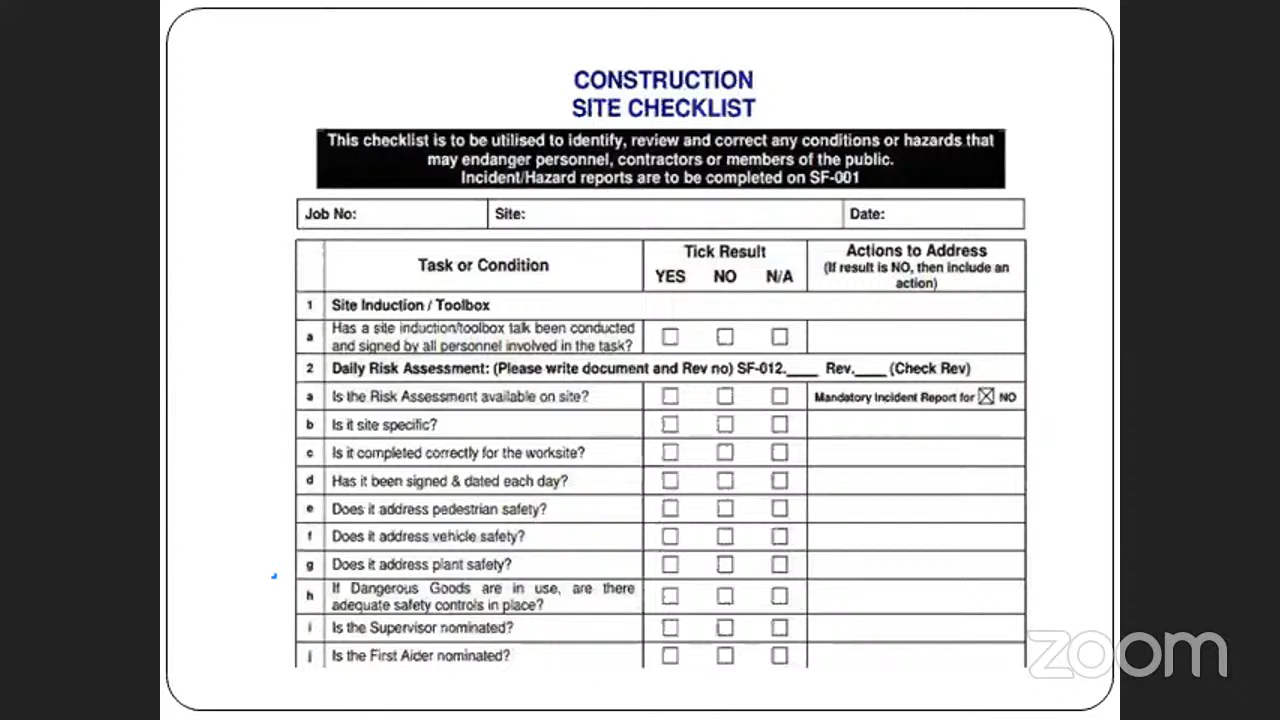 CONSTRUCTION
SITE CHECKLIST
This checklist is to be utilised to identify, review and correct any conditions or hazards that
may endanger personnel, contractors or members of the public.
Incident/Hazard reports are to be completed on SF-001
Job No: Site: Date:
Task or Condition Tick Result Actions to Address
YES NO N/A (If result is NO, then include an
action)
1 Site Induction / Toolbox
a Has a site induction/toolbox talk been conducted
and signed by all personnel involved in the task?
2 Daily Risk Assessment: (Please write document and Rev no) SF-012.____ Rev.____ (Check Rev)
a Is the Risk Assessment available on site? Mandatory Incident Report for ☒ NO
b Is it site specific?
c Is it completed correctly for the worksite?
d Has it been signed & dated each day?
e Does it address pedestrian safety?
f Does it address vehicle safety?
g Does it address plant safety?
h If Dangerous Goods are in use, are there
adequate safety controls in place?
i Is the Supervisor nominated?
j Is the First Aider nominated?
zoom